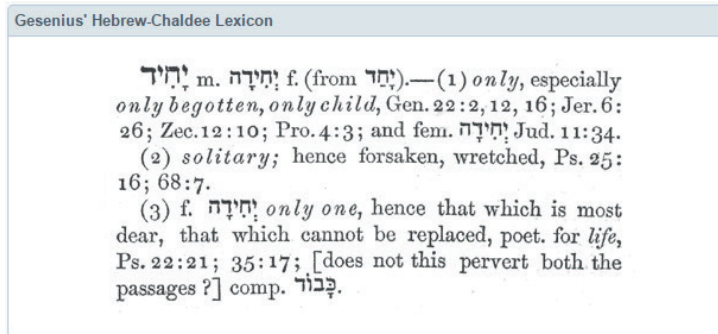 Gesenius' Hebrew-Chaldee Lexicon
יָחִיד m. יְחִידָה f. (from יָחַד).—(1) only, especially
only begotten, only child, Gen. 22:2, 12, 16; Jer. 6:
26; Zec. 12:10; Pro. 4:3; and fem. יְחִידָה Jud. 11:34.
(2) solitary; hence forsaken, wretched, Ps. 25:
16; 68:7.
(3) f. יְחִידָה only one, hence that which is most
dear, that which cannot be replaced, poet. for life,
Ps. 22:21; 35:17; [does not this pervert both the
passages ?] comp. כָּבוֹד.